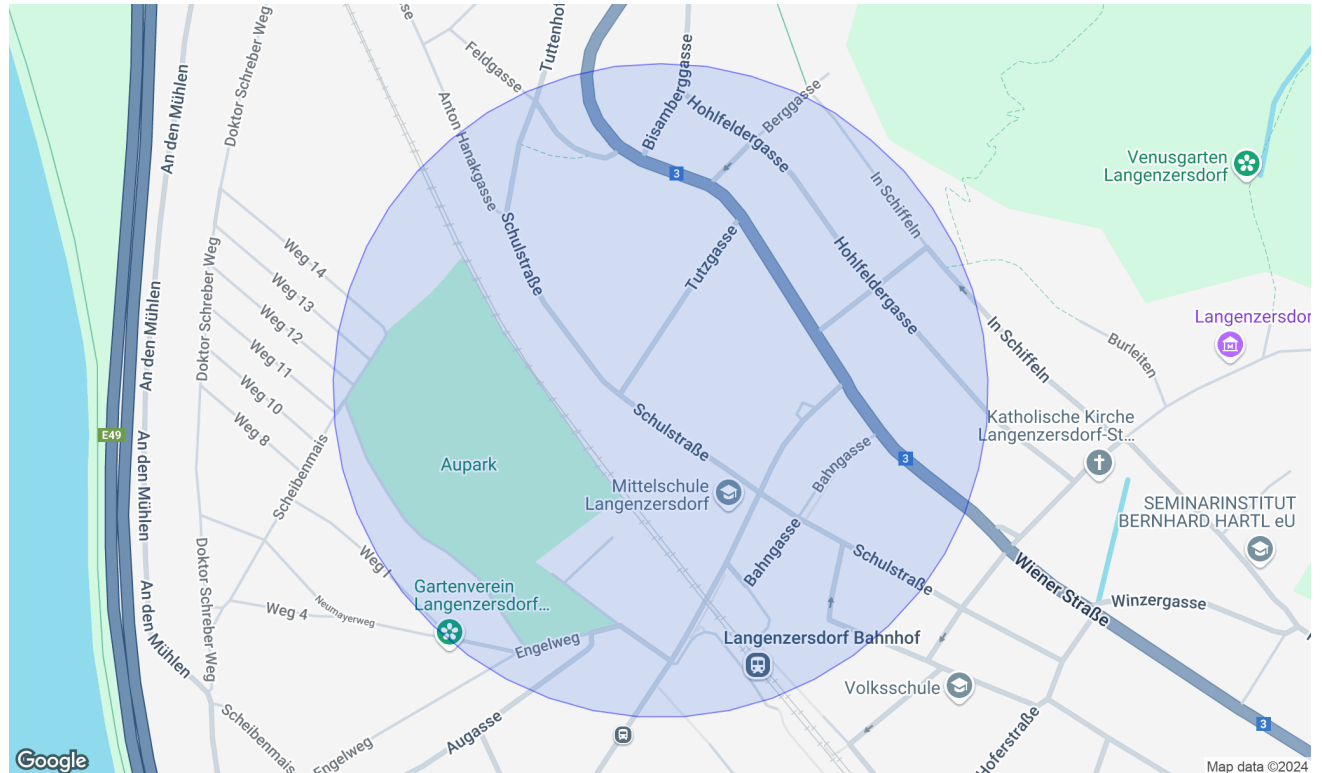 An den Mühlen
Doktor Schreber Weg
Feldgasse
Tuttenhof
Anton Hanakgasse
Bisamberggasse
Hohlfeldergasse
Berggasse
3
In Schiffeln
Venusgarten
Langenzersdorf
Schulstraße
Tutzgasse
Hohlfeldergasse
Weg 14
Weg 13
Weg 12
Weg 11
Weg 10
Weg 8
Doktor Schreber Weg
An den Mühlen
In Schiffeln
Langenzersdor
Burleiten
E49
An den Mühlen
Scheibenmais
Aupark
Schulstraße
Bahngasse
3
Katholische Kirche
Langenzersdorf-St...
Mittelschule
Langenzersdorf
SEMINARINSTITUT
BERNHARD HARTL eU
Doktor Schreber Weg
Weg 1
Bahngasse
Schulstraße
Wiener Straße
Winzergasse
Gartenverein
Langenzersdorf...
Neumayerweg
Weg 4
An den Mühlen
Engelweg
Langenzersdorf Bahnhof
Volksschule
Scheibenmais
Engelweg
Augasse
Hoferstraße
3
Google
Map data ©2024